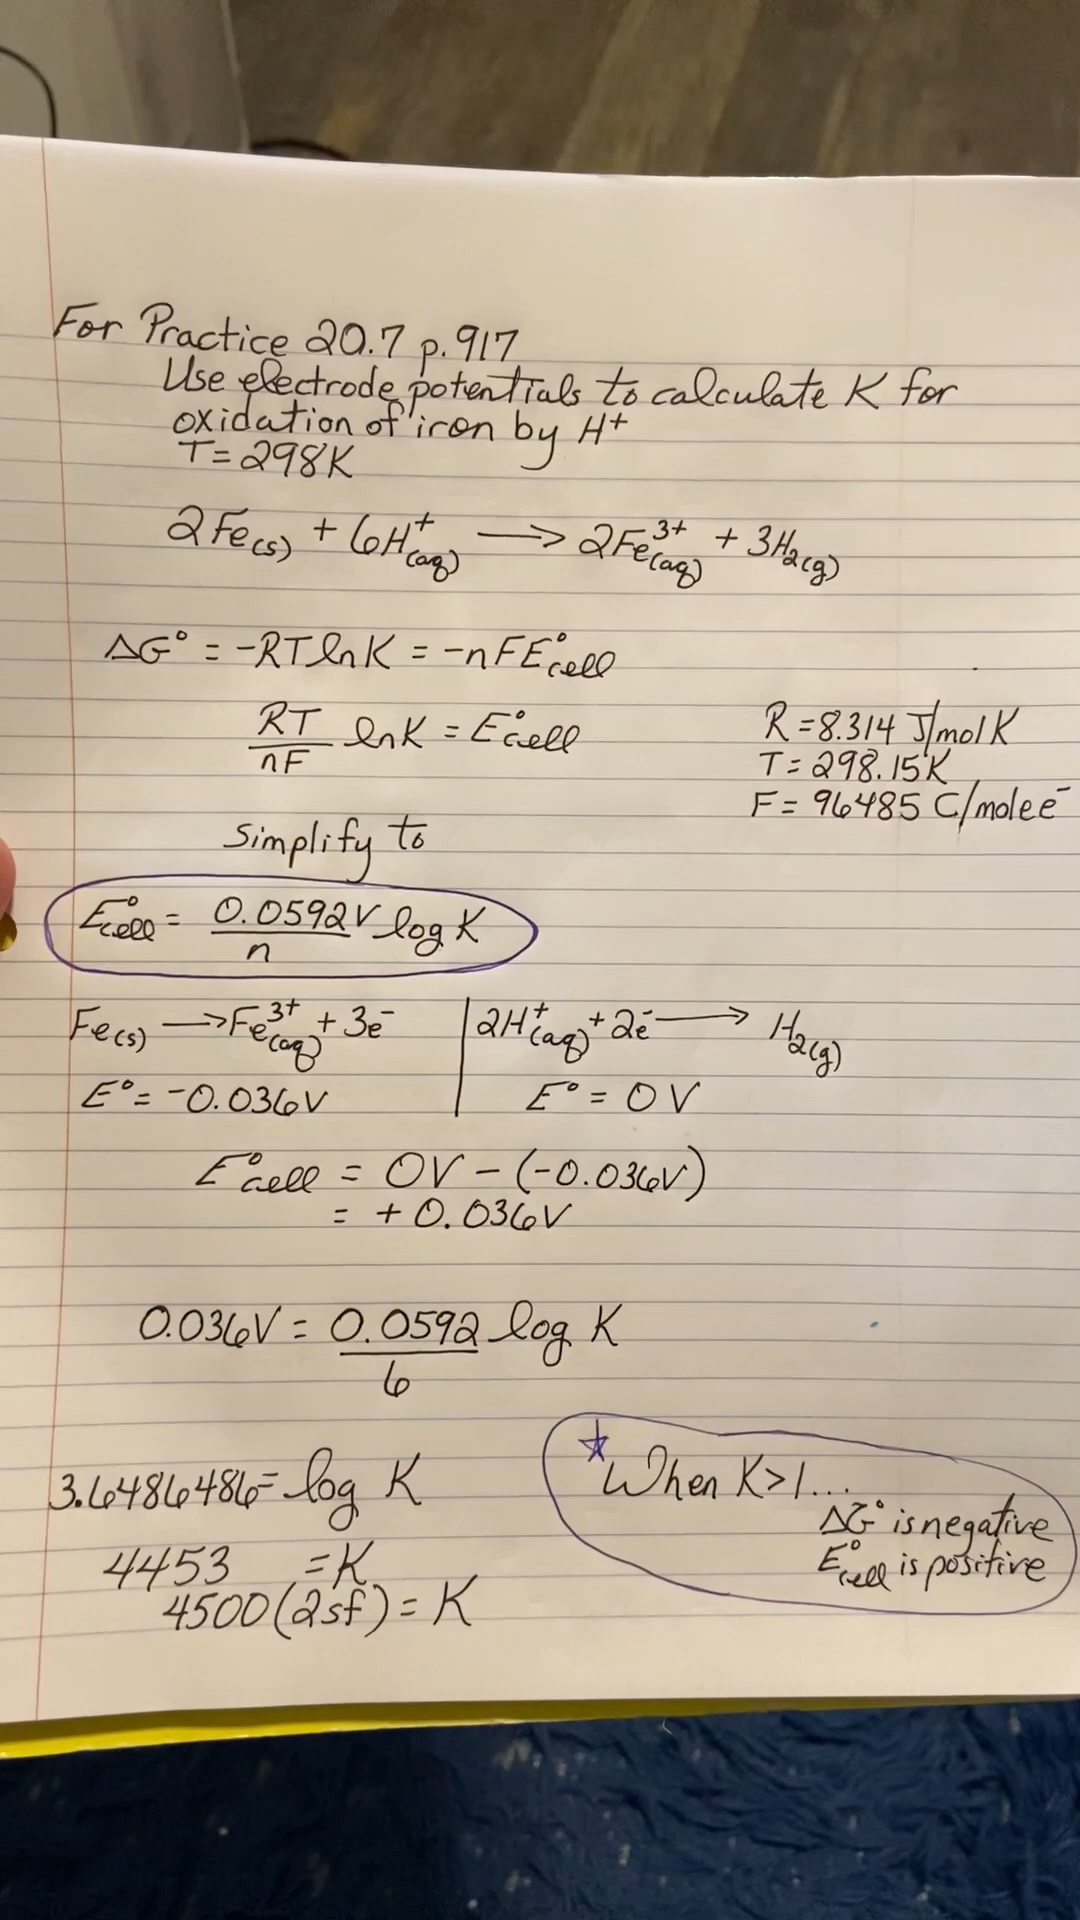 For Practice 20.7 p.917
Use electrode potentials to calculate K for
oxidation of iron by H⁺
T = 298K
2Fe(s) + 6H⁺(aq) ⟶ 2Fe³⁺(aq) + 3H₂(g)
ΔG° = -RT lnK = -nFE°cell
RT/nF lnK = E°cell
R = 8.314 J/mol K
T = 298.15K
F = 96485 C/mole e⁻
Simplify to
E°cell = 0.0592V/n log K
Fe(s) ⟶ Fe³⁺(aq) + 3e⁻ | 2H⁺(aq) + 2e⁻ ⟶ H₂(g)
E° = -0.036V | E° = 0V
E°cell = 0V - (-0.036V)
= +0.036V
0.036V = 0.0592/6 log K
3.6486486 = log K
4453 = K
4500 (2sf) = K
★ When K>1...
ΔG° is negative
E°cell is positive